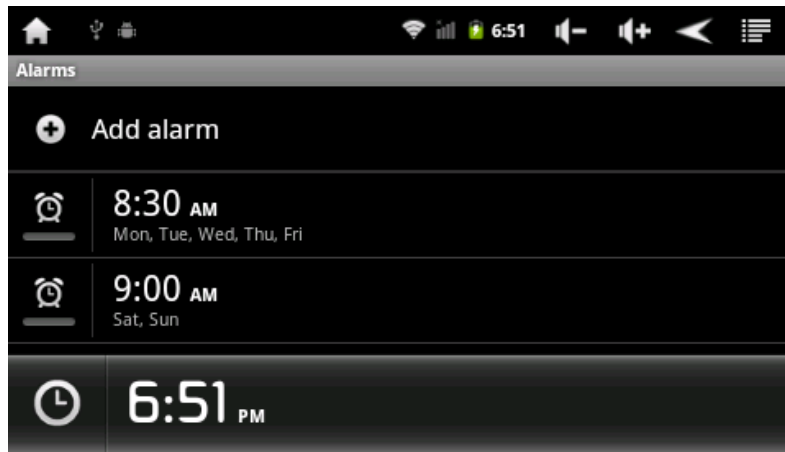 6:51
Alarms
Add alarm
8:30 AM
Mon, Tue, Wed, Thu, Fri
9:00 AM
Sat, Sun
6:51 PM